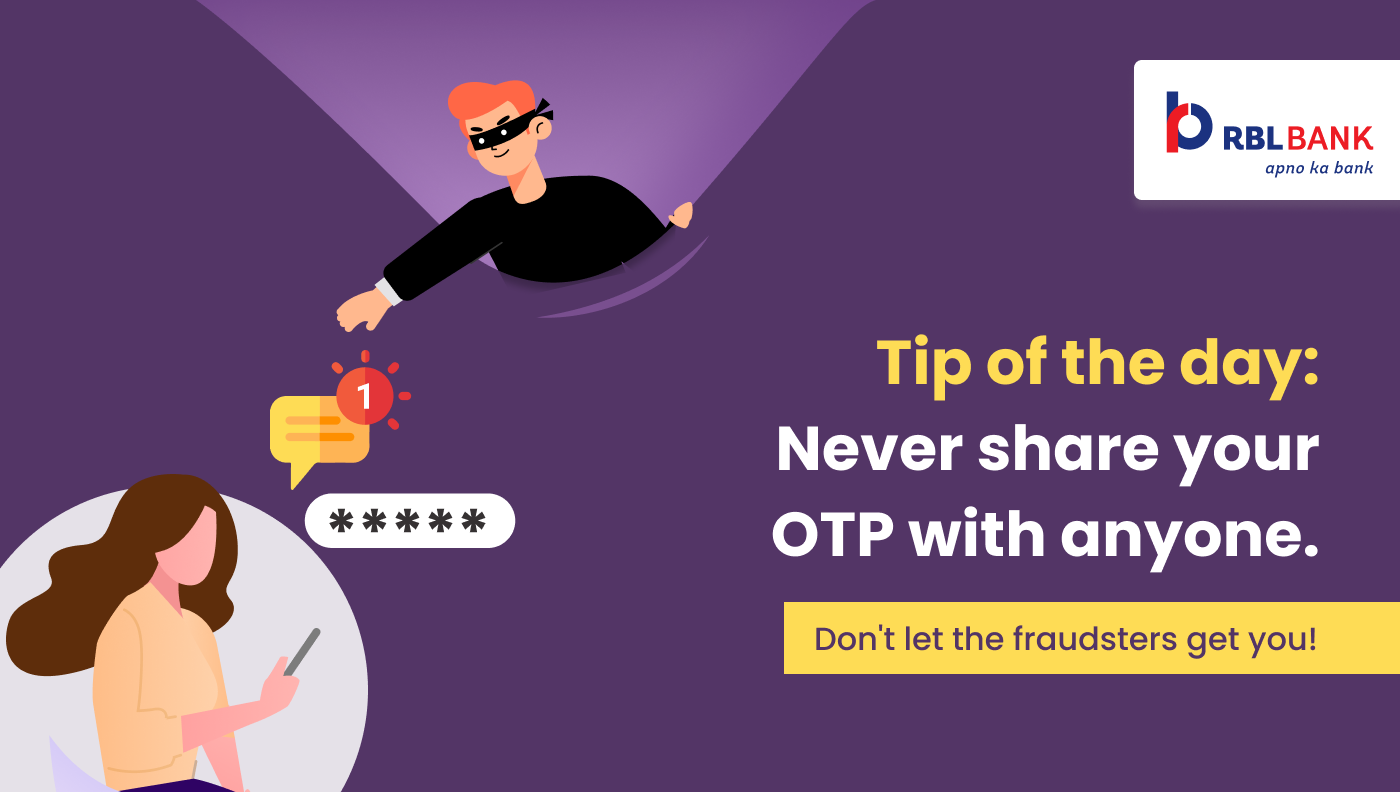 RBL BANK
apno ka bank
1
*****
Tip of the day:
Never share your
OTP with anyone.
Don't let the fraudsters get you!